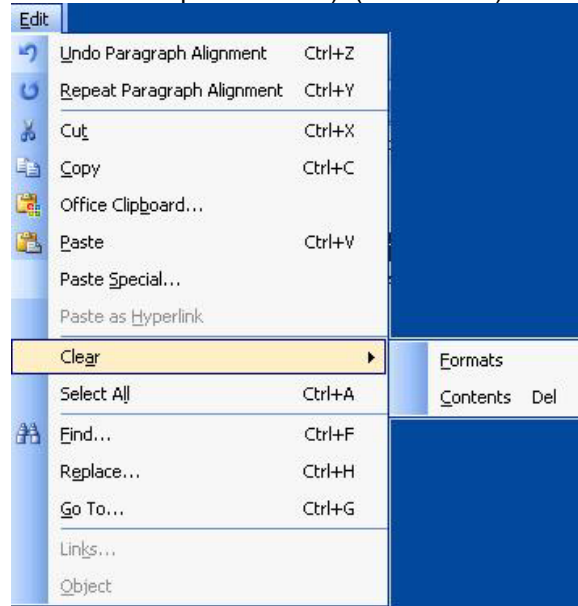 Edit
Undo Paragraph Alignment Ctrl+Z
Repeat Paragraph Alignment Ctrl+Y
Cut Ctrl+X
Copy Ctrl+C
Office Clipboard...
Paste Ctrl+V
Paste Special...
Paste as Hyperlink
Clear
Formats
Contents Del
Select All Ctrl+A
Find... Ctrl+F
Replace... Ctrl+H
Go To... Ctrl+G
Links...
Object